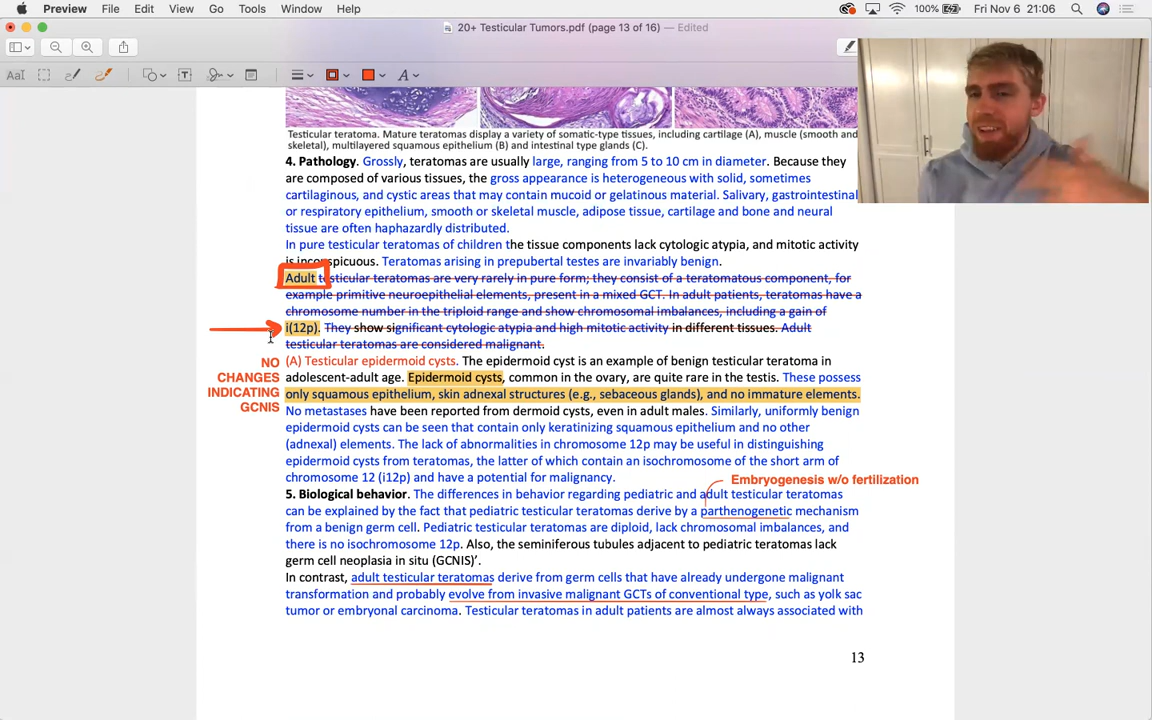 Preview File Edit View Go Tools Window Help 100% Fri Nov 6 21:06
20+ Testicular Tumors.pdf (page 13 of 16) — Edited
Testicular teratoma. Mature teratomas display a variety of somatic-type tissues, including cartilage (A), muscle (smooth and
skeletal), multilayered squamous epithelium (B) and intestinal type glands (C).
4. Pathology. Grossly, teratomas are usually large, ranging from 5 to 10 cm in diameter. Because they
are composed of various tissues, the gross appearance is heterogeneous with solid, sometimes
cartilaginous, and cystic areas that may contain mucoid or gelatinous material. Salivary, gastrointestinal
or respiratory epithelium, smooth or skeletal muscle, adipose tissue, cartilage and bone and neural
tissue are often haphazardly distributed.
In pure testicular teratomas of children the tissue components lack cytologic atypia, and mitotic activity
is inconspicuous. Teratomas arising in prepubertal testes are invariably benign.
Adult testicular teratomas are very rarely in pure form; they consist of a teratomatous component, for
example primitive neuroepithelial elements, present in a mixed GCT. In adult patients, teratomas have a
chromosome number in the triploid range and show chromosomal imbalances, including a gain of
i(12p). They show significant cytologic atypia and high mitotic activity in different tissues. Adult
testicular teratomas are considered malignant.
(A) Testicular epidermoid cysts. The epidermoid cyst is an example of benign testicular teratoma in
adolescent-adult age. Epidermoid cysts, common in the ovary, are quite rare in the testis. These possess
only squamous epithelium, skin adnexal structures (e.g., sebaceous glands), and no immature elements.
No metastases have been reported from dermoid cysts, even in adult males. Similarly, uniformly benign
epidermoid cysts can be seen that contain only keratinizing squamous epithelium and no other
(adnexal) elements. The lack of abnormalities in chromosome 12p may be useful in distinguishing
epidermoid cysts from teratomas, the latter of which contain an isochromosome of the short arm of
chromosome 12 (i12p) and have a potential for malignancy.
NO
CHANGES
INDICATING
GCNIS
Embryogenesis w/o fertilization
5. Biological behavior. The differences in behavior regarding pediatric and adult testicular teratomas
can be explained by the fact that pediatric testicular teratomas derive by a parthenogenetic mechanism
from a benign germ cell. Pediatric testicular teratomas are diploid, lack chromosomal imbalances, and
there is no isochromosome 12p. Also, the seminiferous tubules adjacent to pediatric teratomas lack
germ cell neoplasia in situ (GCNIS)'.
In contrast, adult testicular teratomas derive from germ cells that have already undergone malignant
transformation and probably evolve from invasive malignant GCTs of conventional type, such as yolk sac
tumor or embryonal carcinoma. Testicular teratomas in adult patients are almost always associated with
13